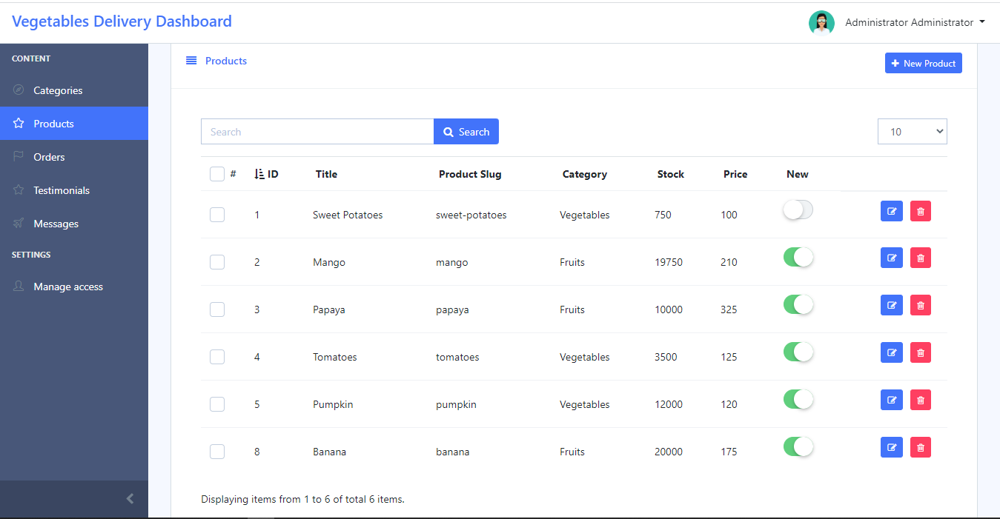 Vegetables Delivery Dashboard
Administrator Administrator
CONTENT
Categories
Products
Orders
Testimonials
Messages
SETTINGS
Manage access
Products
New Product
Search
Search
10
# ID Title Product Slug Category Stock Price New
1 Sweet Potatoes sweet-potatoes Vegetables 750 100
2 Mango mango Fruits 19750 210
3 Papaya papaya Fruits 10000 325
4 Tomatoes tomatoes Vegetables 3500 125
5 Pumpkin pumpkin Vegetables 12000 120
8 Banana banana Fruits 20000 175
Displaying items from 1 to 6 of total 6 items.